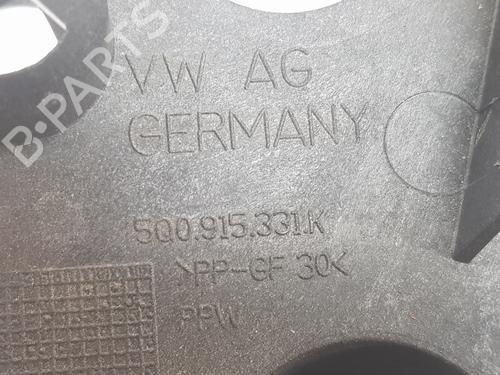 VW AG
GERMANY
5Q0.915.331.K
>PP-GF 30<
PPW
B-PARTS